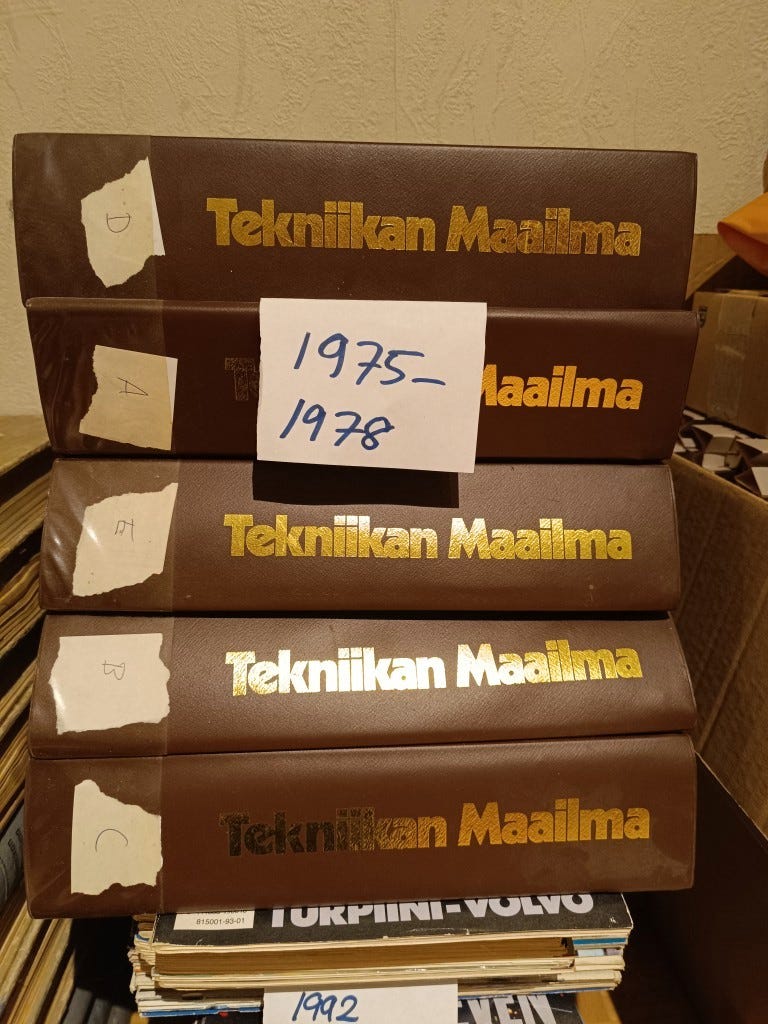 D
Tekniikan Maailma
A
Maailma
1975–
1978
E
Tekniikan Maailma
B
Tekniikan Maailma
C
Tekniikan Maailma
815001-93-01
TURPIINI-VOLVO
1992